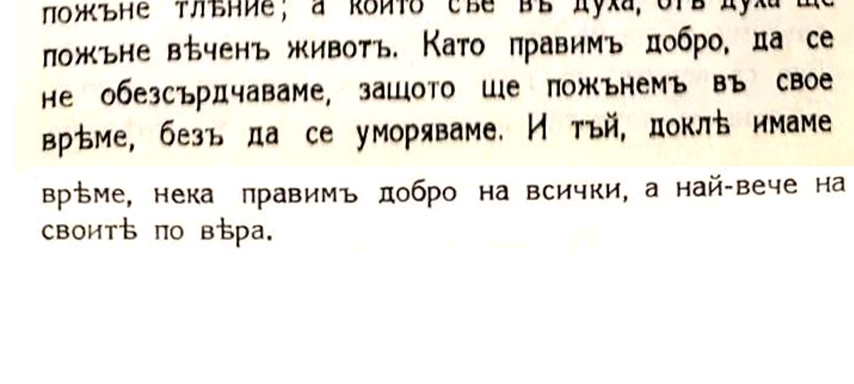 пожъне тлѣние; а който сѣе въ духа, отъ духа ще
пожъне вѣченъ животъ. Като правимъ добро, да се
не обезсърдчаваме, защото ще пожънемъ въ свое
врѣме, безъ да се уморяваме. И тъй, доклѣ имаме
врѣме, нека правимъ добро на всички, а най-вече на
своитѣ по вѣра.